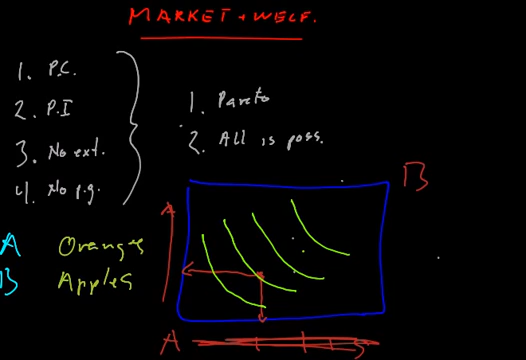 MARKET + WELF.
1. P.C.
2. P.I
3. No ext.
4. No p.g.
1. Pareto
2. All is poss.
A Oranges
B Apples
B
A
A